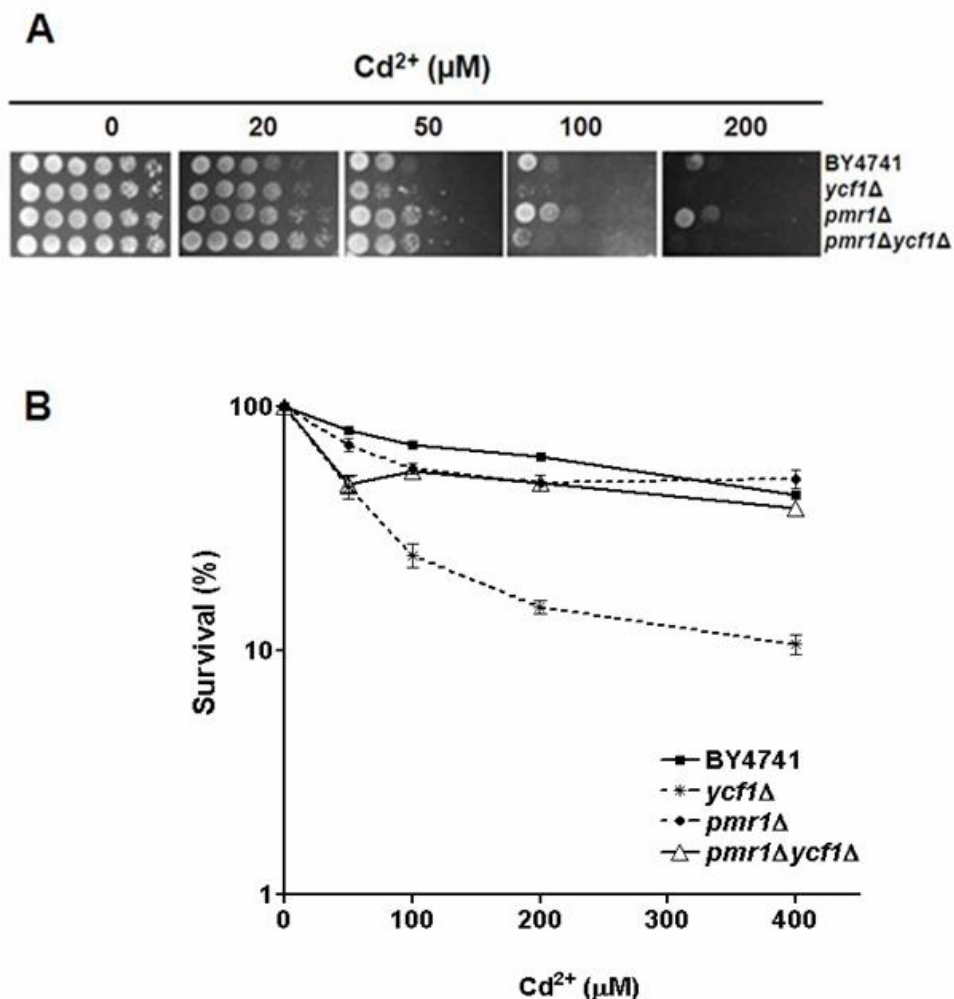 A
Cd²⁺ (µM)
0 20 50 100 200
BY4741
ycf1Δ
pmr1Δ
pmr1Δycf1Δ
B
100
10
1
Survival (%)
0 100 200 300 400
Cd²⁺ (µM)
BY4741
ycf1Δ
pmr1Δ
pmr1Δycf1Δ